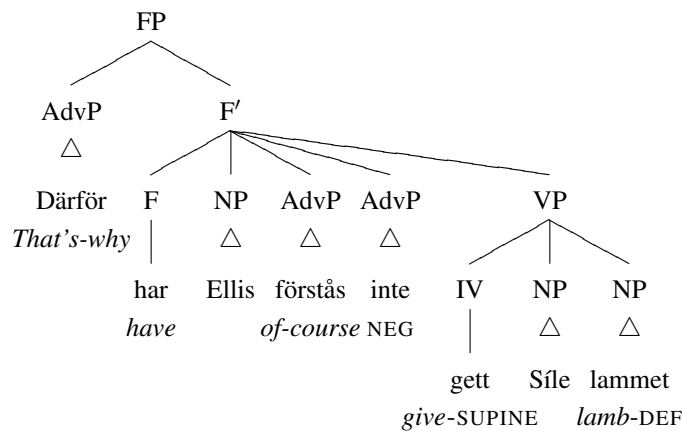 FP
AdvP F′
Därför F NP AdvP AdvP VP
That's-why
har Ellis förstås inte IV NP NP
have of-course NEG
gett Síle lammet
give-SUPINE lamb-DEF